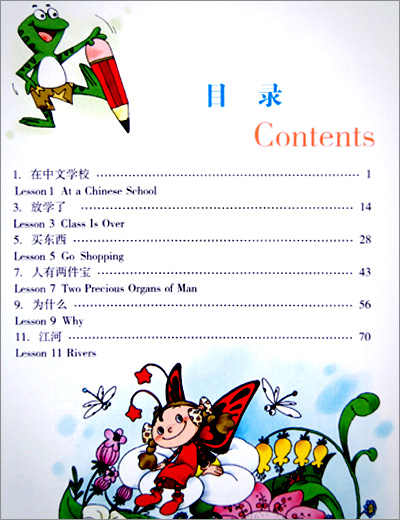 目 录
Contents
1. 在中文学校 1
Lesson 1 At a Chinese School
3. 放学了 14
Lesson 3 Class Is Over
5. 买东西 28
Lesson 5 Go Shopping
7. 人有两件宝 43
Lesson 7 Two Precious Organs of Man
9. 为什么 56
Lesson 9 Why
11. 江河 70
Lesson 11 Rivers